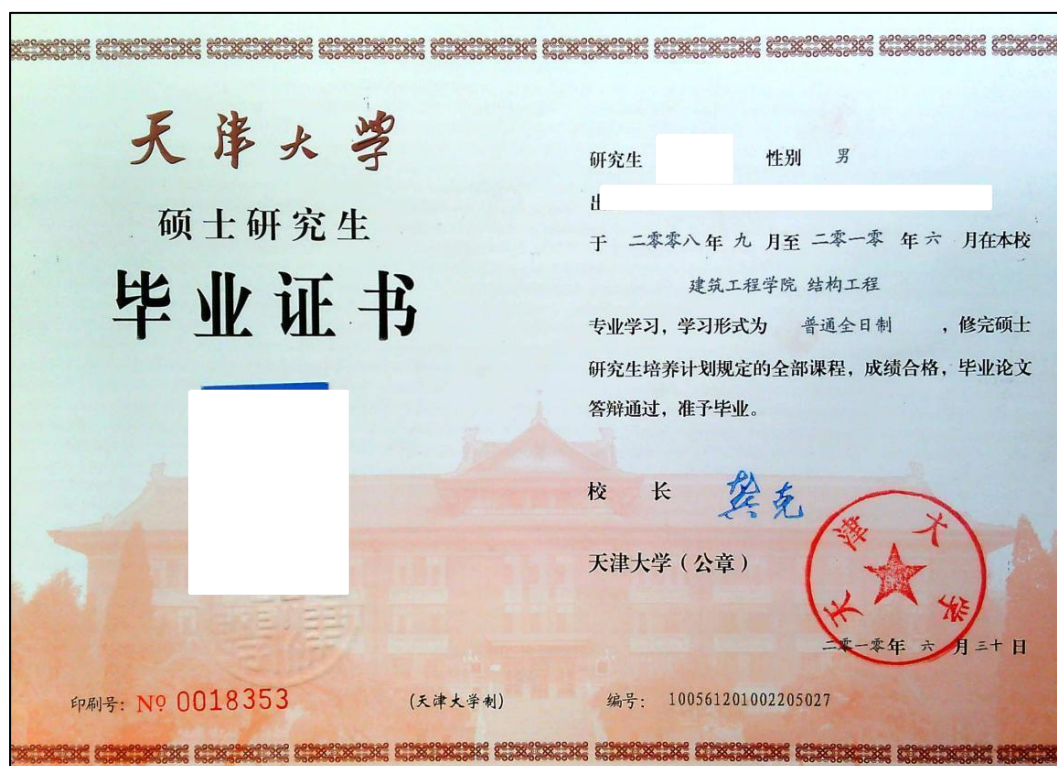 天津大学
硕士研究生
毕业证书
研究生 性别 男
出
于 二零零八 年 九 月至 二零一零 年 六 月在本校
建筑工程学院 结构工程
专业学习，学习形式为 普通全日制 ，修完硕士
研究生培养计划规定的全部课程，成绩合格，毕业论文
答辩通过，准予毕业。
校 长 龚克
天津大学（公章）
天津大学
二零一零年 六 月三十 日
印刷号：№ 0018353
(天津大学制)
编号： 100561201002205027